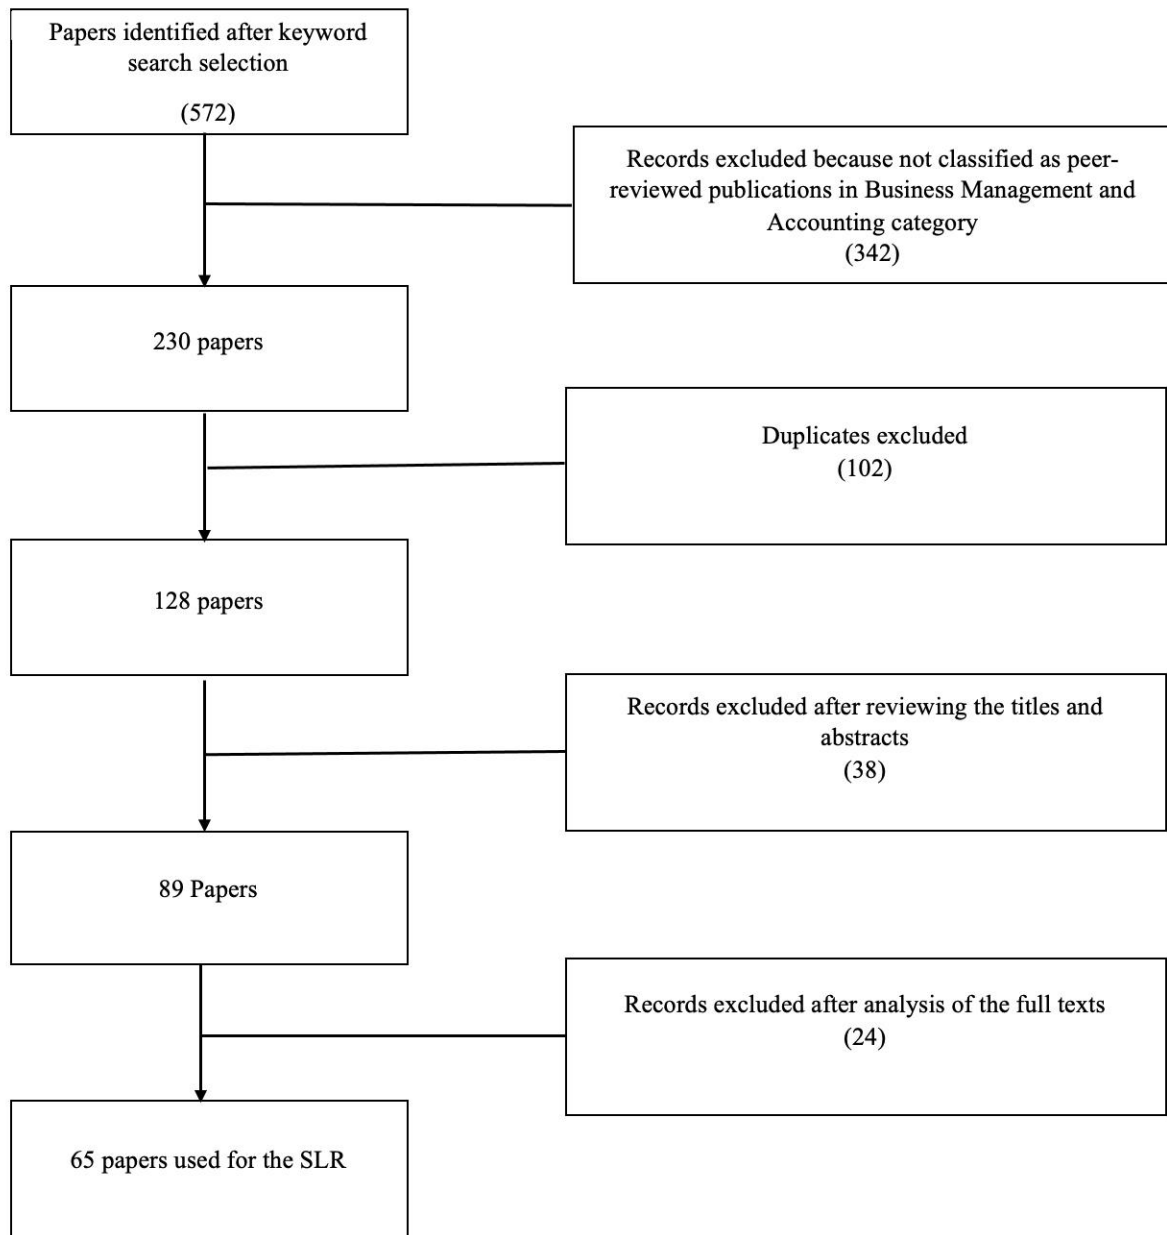 Papers identified after keyword
search selection
(572)
Records excluded because not classified as peer-
reviewed publications in Business Management and
Accounting category
(342)
230 papers
Duplicates excluded
(102)
128 papers
Records excluded after reviewing the titles and
abstracts
(38)
89 Papers
Records excluded after analysis of the full texts
(24)
65 papers used for the SLR